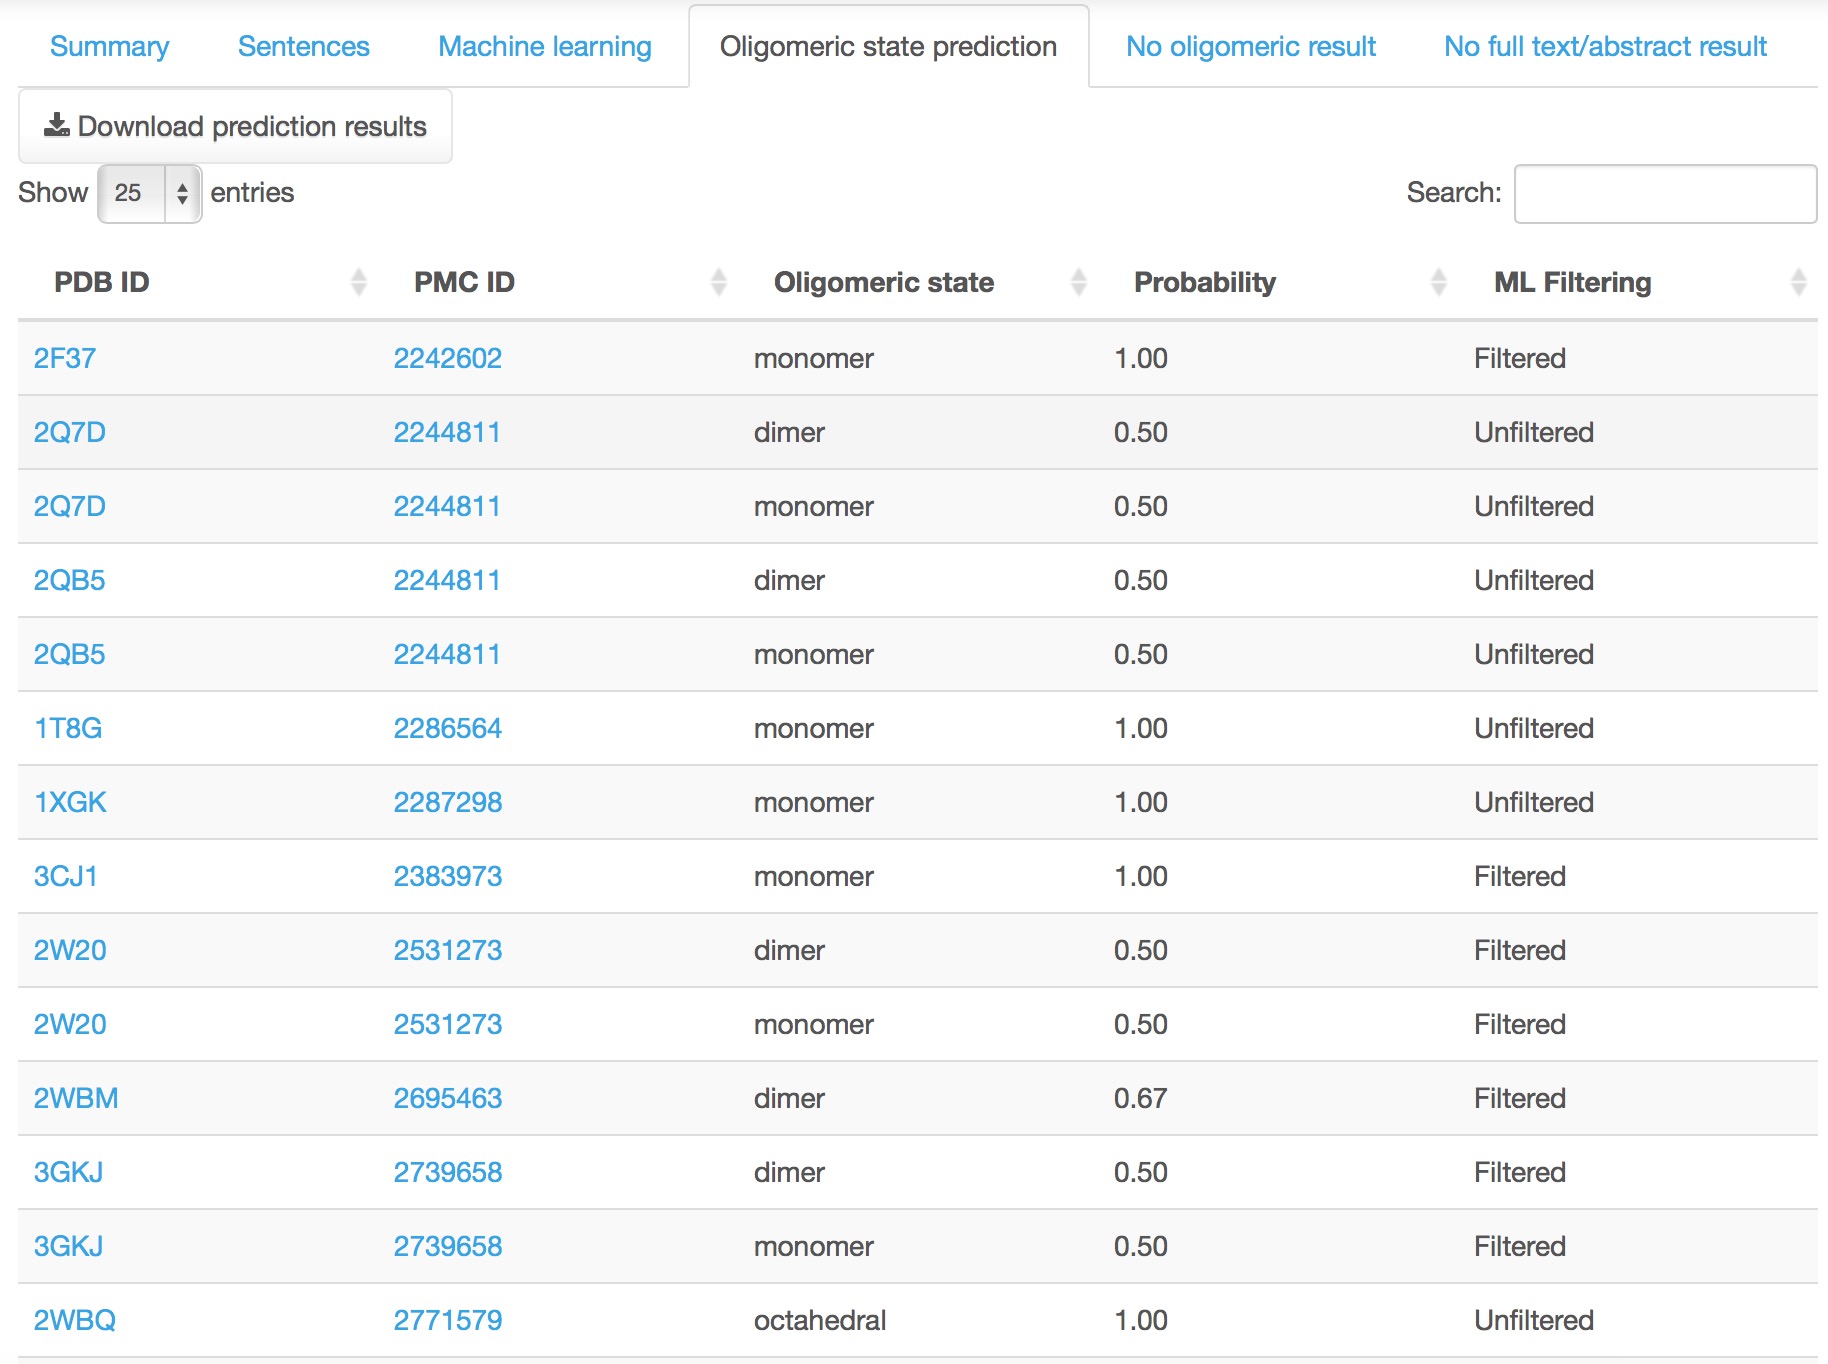 Summary Sentences Machine learning Oligomeric state prediction No oligomeric result No full text/abstract result
Download prediction results
Show 25 entries Search:
PDB ID PMC ID Oligomeric state Probability ML Filtering
2F37 2242602 monomer 1.00 Filtered
2Q7D 2244811 dimer 0.50 Unfiltered
2Q7D 2244811 monomer 0.50 Unfiltered
2QB5 2244811 dimer 0.50 Unfiltered
2QB5 2244811 monomer 0.50 Unfiltered
1T8G 2286564 monomer 1.00 Unfiltered
1XGK 2287298 monomer 1.00 Unfiltered
3CJ1 2383973 monomer 1.00 Filtered
2W20 2531273 dimer 0.50 Filtered
2W20 2531273 monomer 0.50 Filtered
2WBM 2695463 dimer 0.67 Filtered
3GKJ 2739658 dimer 0.50 Filtered
3GKJ 2739658 monomer 0.50 Filtered
2WBQ 2771579 octahedral 1.00 Unfiltered